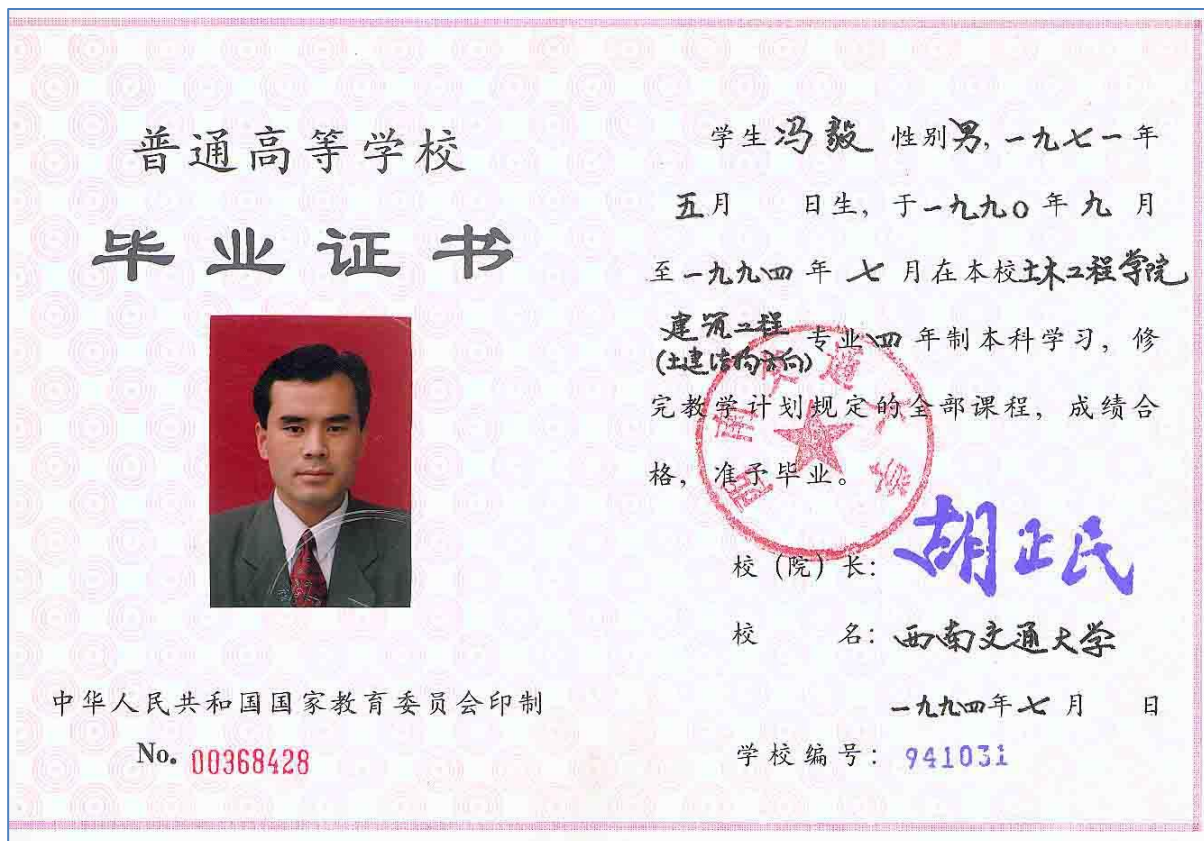 普通高等学校
毕业证书
中华人民共和国国家教育委员会印制
No. 00368428
学生冯毅 性别男,一九七一年
五月 日生, 于一九九〇年九月
至一九九四年七月在本校土木工程学院
建筑工程
(土建结构方向) 专业四年制本科学习, 修
完教学计划规定的全部课程, 成绩合
格, 准予毕业。
西南交通大学
校 (院) 长: 胡正民
校 名: 西南交通大学
一九九四年七月 日
学校编号: 941031